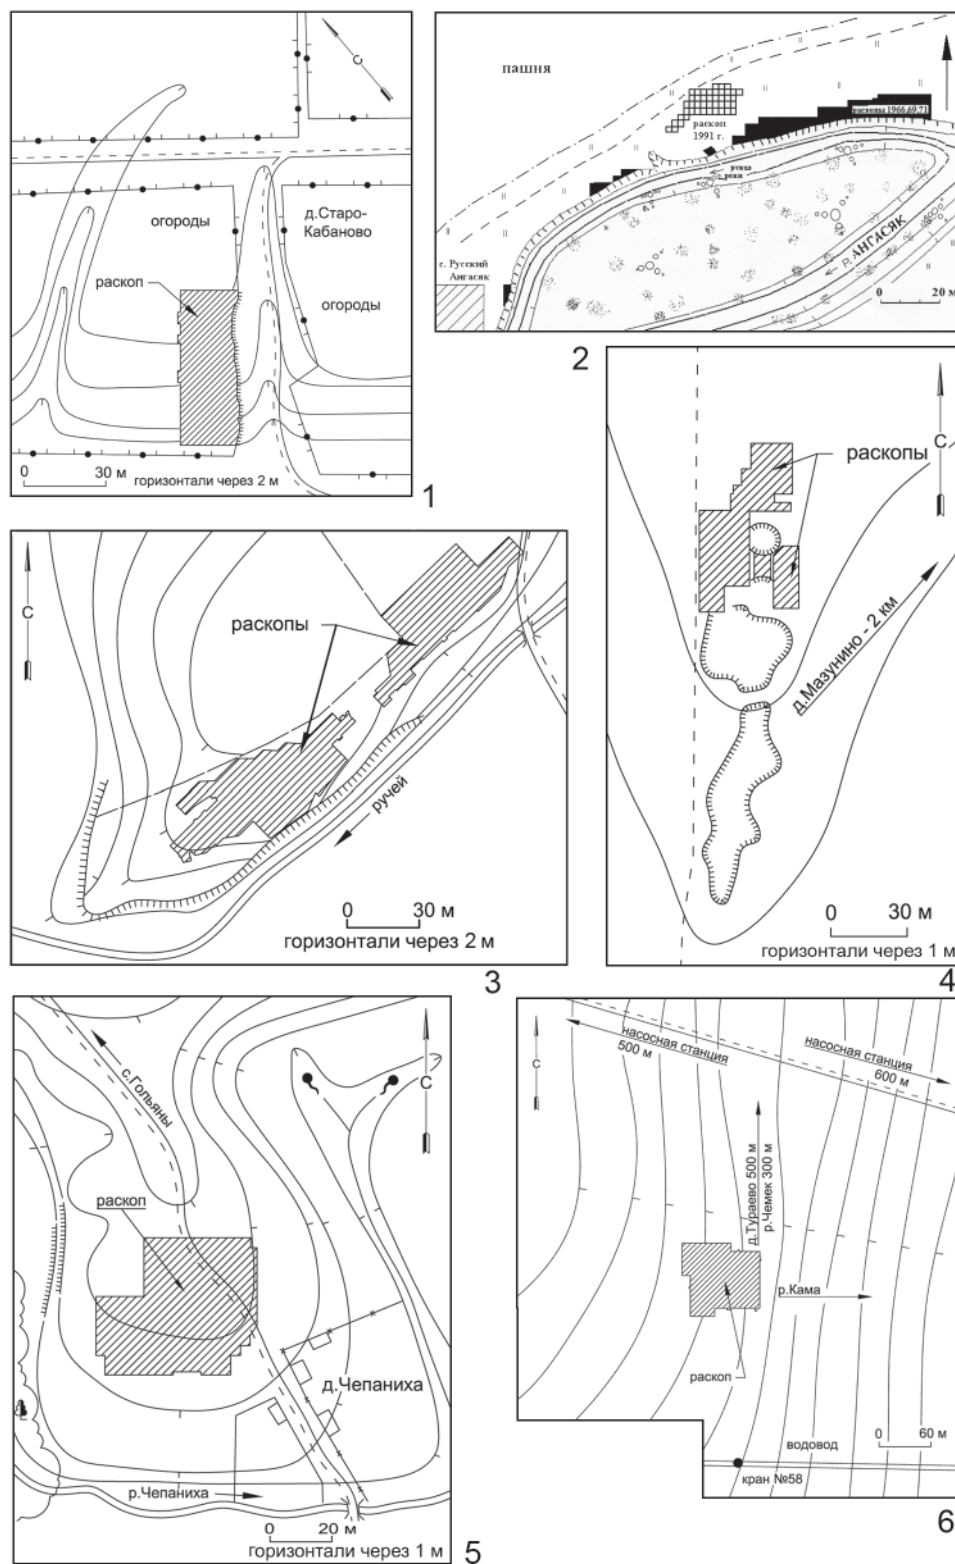 С
огороды
д.Старо-
Кабаново
раскоп
огороды
0 30 м
горизонтали через 2 м
1
пашня
раскоп
1991 г.
раскопы 1966,69,71
с. Русский
Ангасяк
р. АНГАСЯК
0 20 м
2
С
раскопы
ручей
0 30 м
горизонтали через 2 м
3
раскопы
С
д.Мазунино - 2 км
0 30 м
горизонтали через 1 м
4
с.Гольяны
С
раскоп
д.Чепаниха
р.Чепаниха
0 20 м
горизонтали через 1 м
5
насосная станция
500 м
насосная станция
600 м
С
д.Тураево 500 м
р.Чемек 300 м
р.Кама
раскоп
0 60 м
водовод
кран №58
6